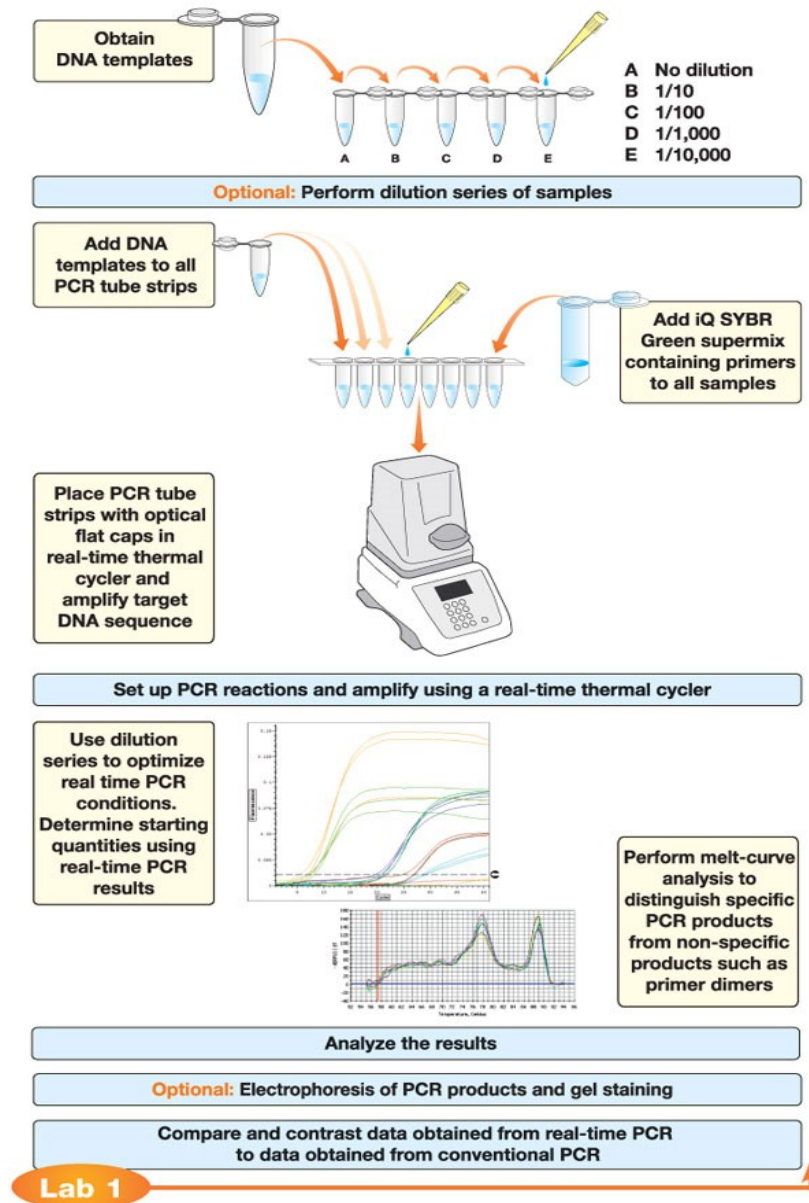 Obtain
DNA templates
A No dilution
B 1/10
C 1/100
D 1/1,000
E 1/10,000
A B C D E
Optional: Perform dilution series of samples
Add DNA
templates to all
PCR tube strips
Add iQ SYBR
Green supermix
containing primers
to all samples
Place PCR tube
strips with optical
flat caps in
real-time thermal
cycler and
amplify target
DNA sequence
Set up PCR reactions and amplify using a real-time thermal cycler
Use dilution
series to optimize
real time PCR
conditions.
Determine starting
quantities using
real-time PCR
results
Perform melt-curve
analysis to
distinguish specific
PCR products
from non-specific
products such as
primer dimers
Temperature, Celsius
Analyze the results
Optional: Electrophoresis of PCR products and gel staining
Compare and contrast data obtained from real-time PCR
to data obtained from conventional PCR
Lab 1